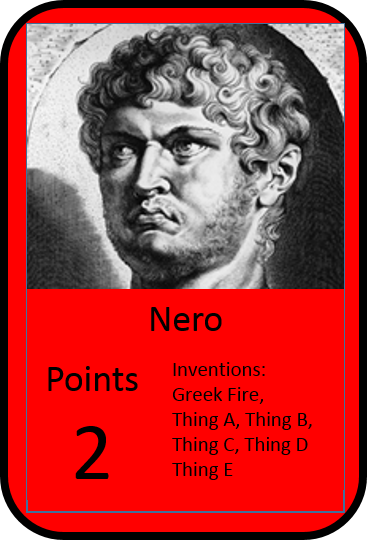 Nero
Points
2
Inventions:
Greek Fire,
Thing A, Thing B,
Thing C, Thing D
Thing E